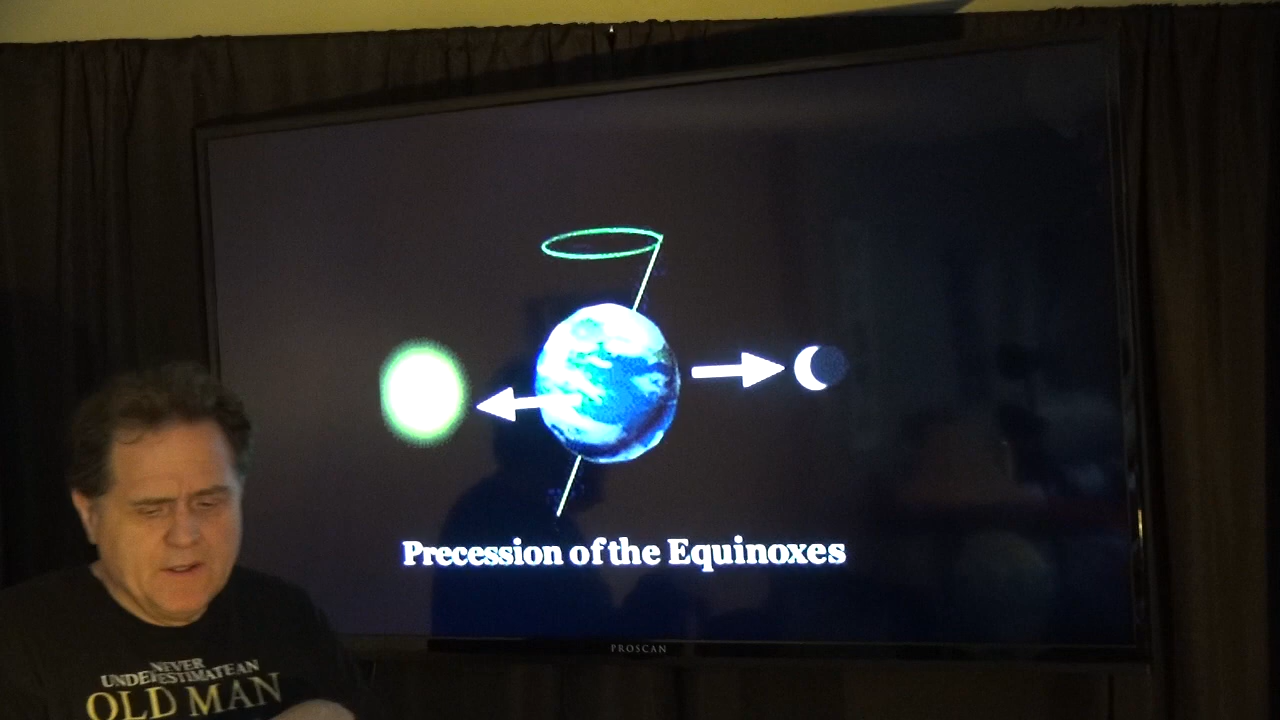 Precession of the Equinoxes
PROSCAN
NEVER
UNDERESTIMATE AN
OLD MAN